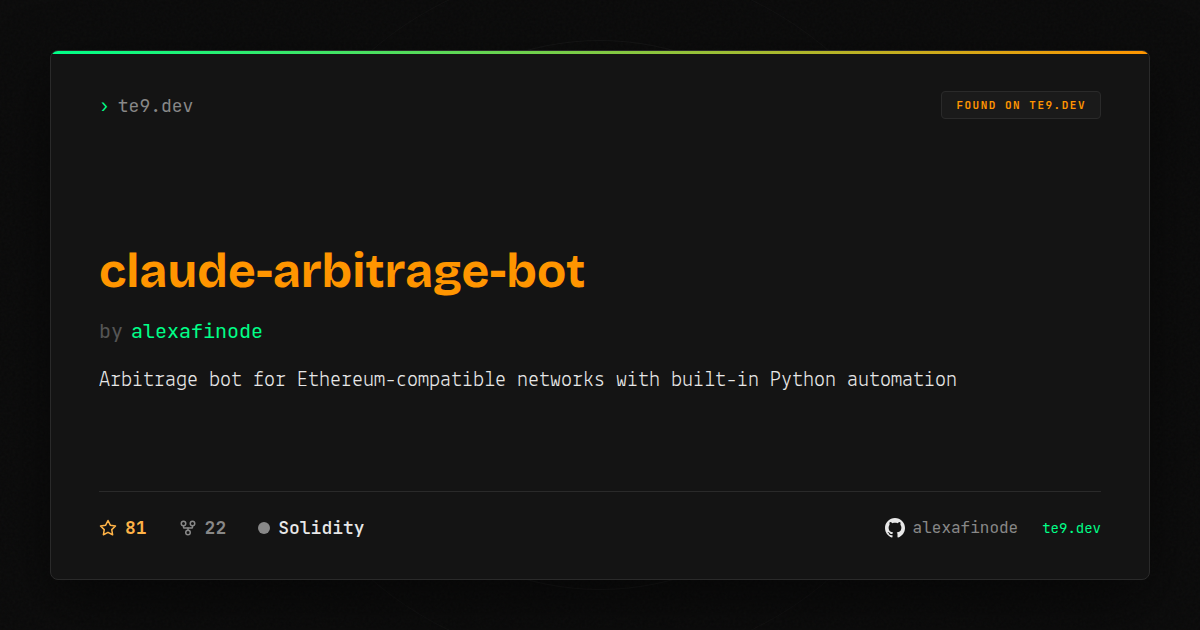 › te9.dev
FOUND ON TE9.DEV
claude-arbitrage-bot
by alexafinode
Arbitrage bot for Ethereum-compatible networks with built-in Python automation
81 22 Solidity
alexafinode te9.dev